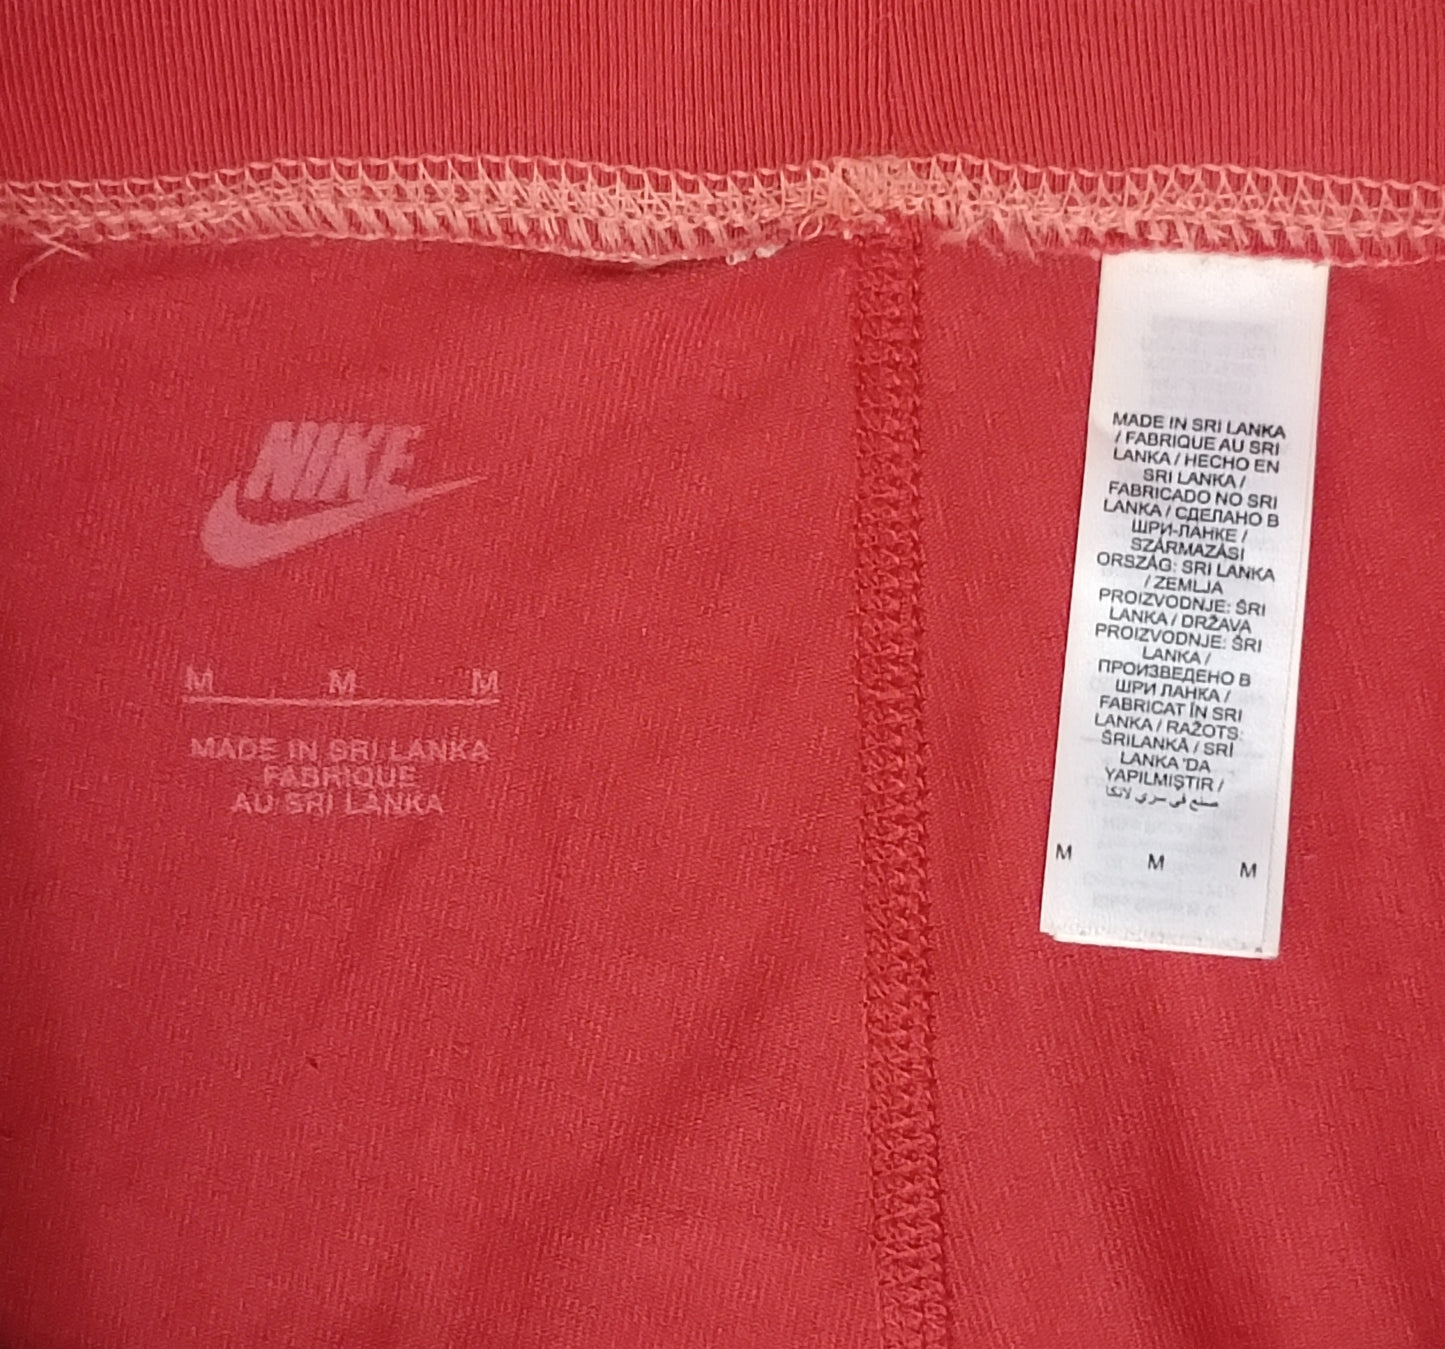 NIKE
M M M
MADE IN SRI LANKA
FABRIQUE
AU SRI LANKA
MADE IN SRI LANKA
/ FABRIQUE AU SRI
LANKA / HECHO EN
SRI LANKA /
FABRICADO NO SRI
LANKA / СДЕЛАНО В
ШРИ-ЛАНКЕ /
SZÁRMAZÁSI
ORSZÁG: SRI LANKA
/ ZEMLJA
PROIZVODNJE: ŠRI
LANKA / DRŽAVA
PROIZVODNJE: ŠRI
LANKA /
ПРОИЗВЕДЕНО В
ШРИ ЛАНКА /
FABRICAT ÎN SRI
LANKA / RAŽOTS:
ŠRILANKĀ / SRI
LANKA 'DA
YAPILMIŞTIR /
صنع في سري لانكا
M M M